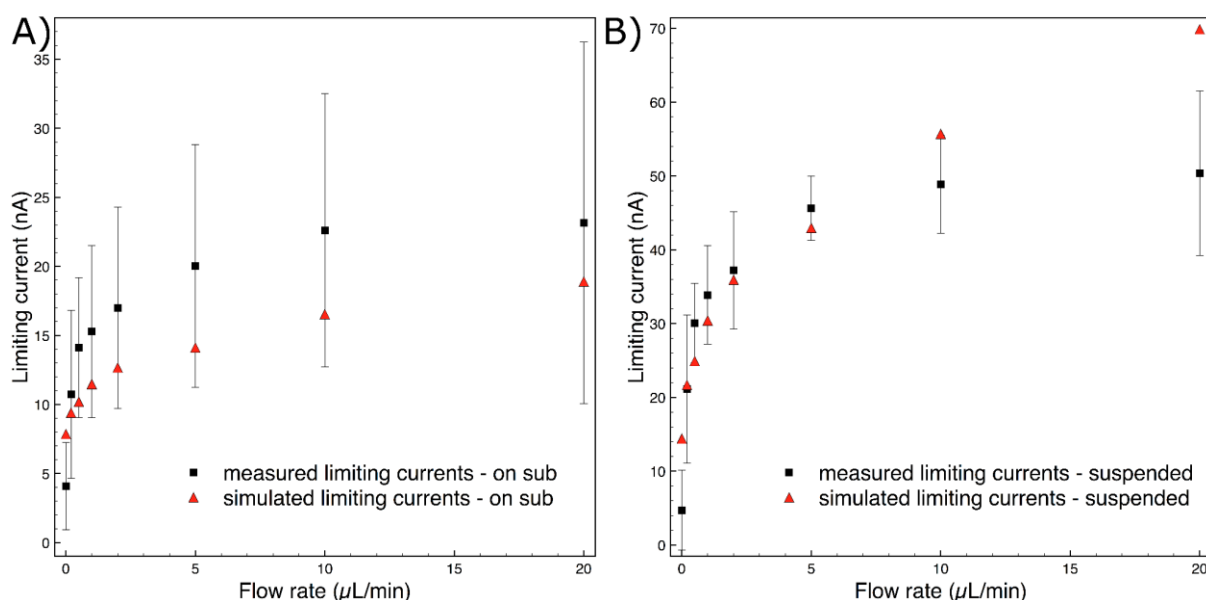 A)
35
30
25
20
15
10
5
0
Limiting current (nA)
measured limiting currents - on sub
simulated limiting currents - on sub
0 5 10 15 20
Flow rate (µL/min)
B)
70
60
50
40
30
20
10
0
Limiting current (nA)
measured limiting currents - suspended
simulated limiting currents - suspended
0 5 10 15 20
Flow rate (µL/min)